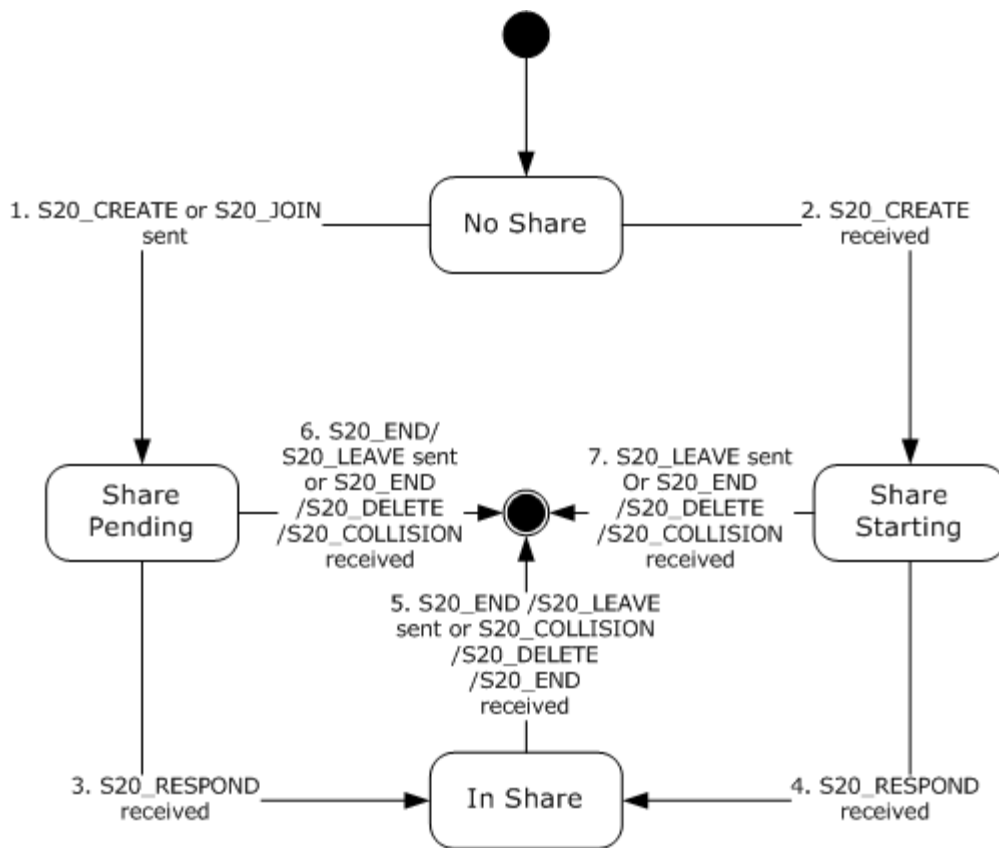 No Share
1. S20_CREATE or S20_JOIN
sent
2. S20_CREATE
received
6. S20_END/
S20_LEAVE sent
or S20_END
/S20_DELETE
/S20_COLLISION
received
7. S20_LEAVE sent
Or S20_END
/S20_DELETE
/S20_COLLISION
received
Share
Pending
Share
Starting
5. S20_END /S20_LEAVE
sent or S20_COLLISION
/S20_DELETE
/S20_END
received
3. S20_RESPOND
received
In Share
4. S20_RESPOND
received